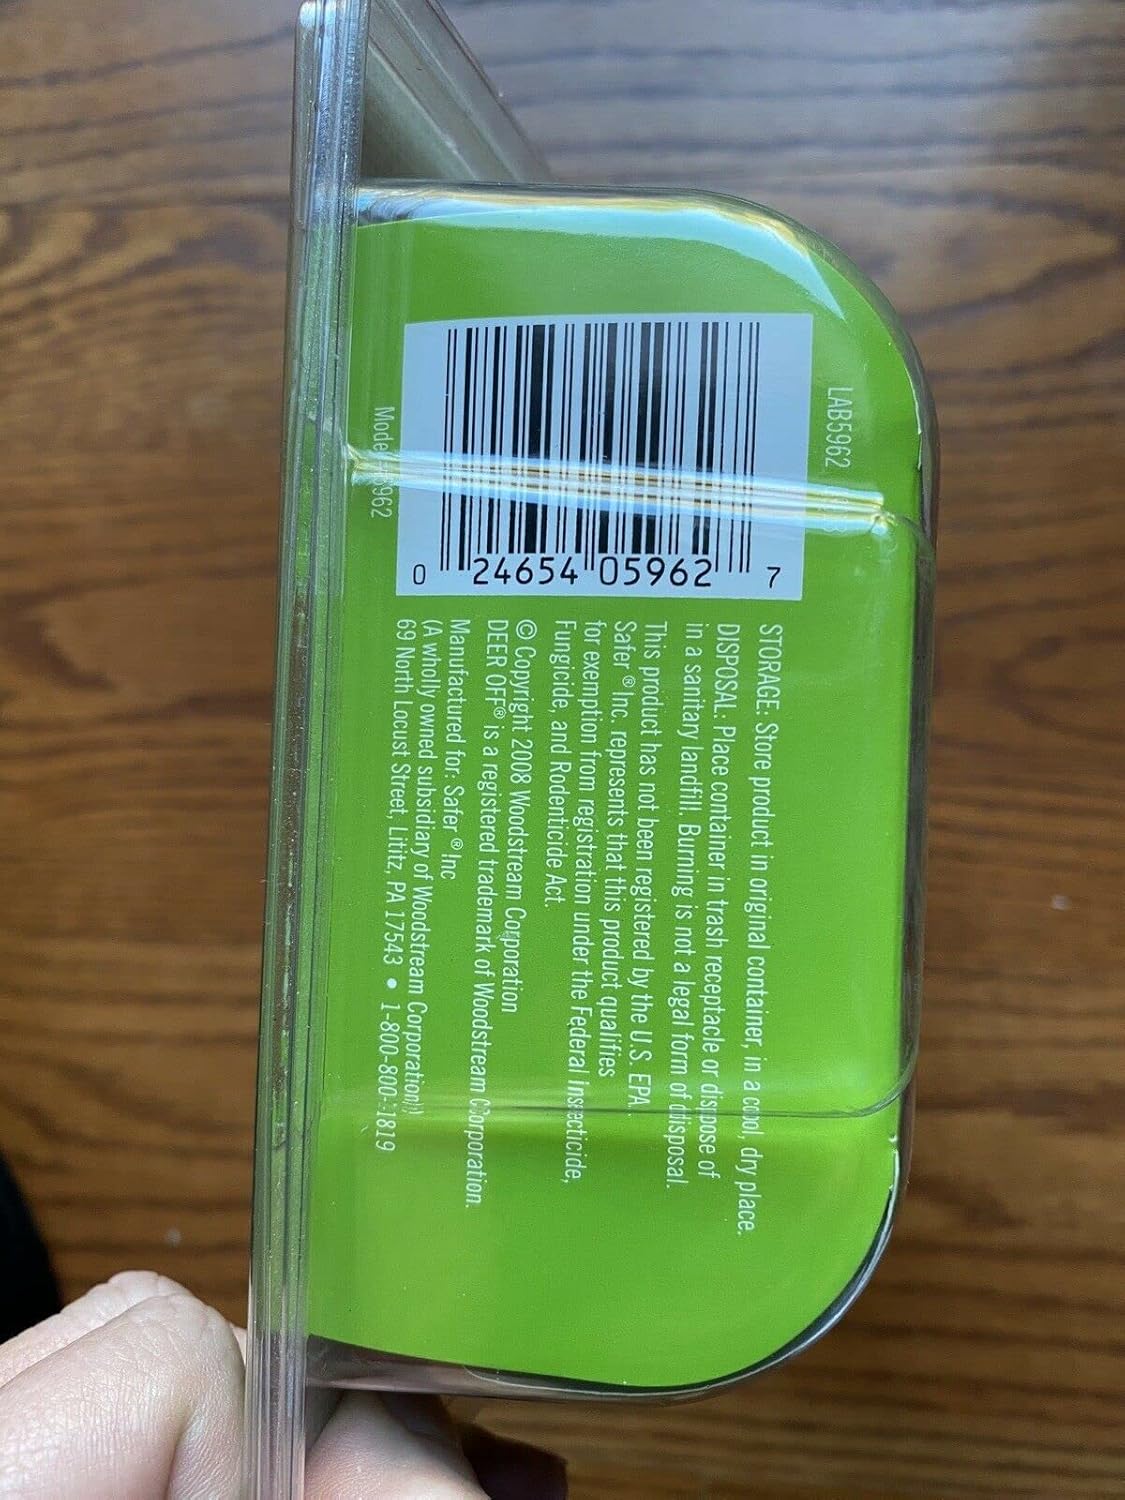 LAB5962
0 24654 05962 7
Model 5962
STORAGE: Store product in original container, in a cool, dry place.
DISPOSAL: Place container in trash receptacle or dispose of
in a sanitary landfill. Burning is not a legal form of disposal.
This product has not been registered by the U.S. EPA.
Safer® Inc. represents that this product qualifies
for exemption from registration under the Federal Insecticide,
Fungicide, and Rodenticide Act.
© Copyright 2008 Woodstream Corporation
DEER OFF® is a registered trademark of Woodstream Corporation.
Manufactured for: Safer® Inc
(A wholly owned subsidiary of Woodstream Corporation)
69 North Locust Street, Lititz, PA 17543 • 1-800-800-1819